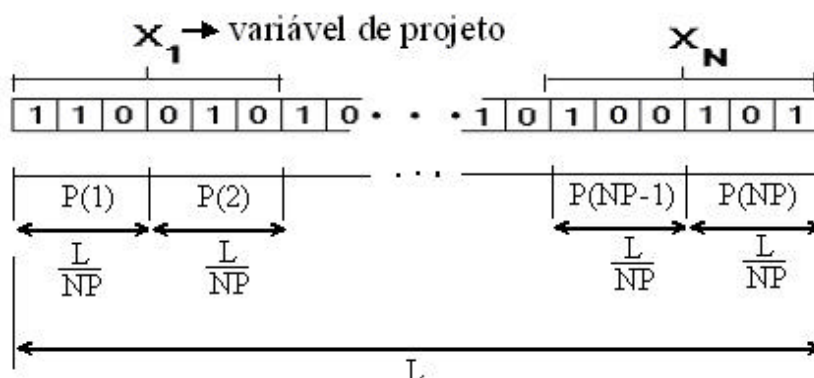 X₁ → variável de projeto X_N
1 1 0 0 1 0 1 0 · · · 1 0 1 0 0 1 0 1
P(1) P(2) ... P(NP-1) P(NP)
L L L L
NP NP NP NP
L